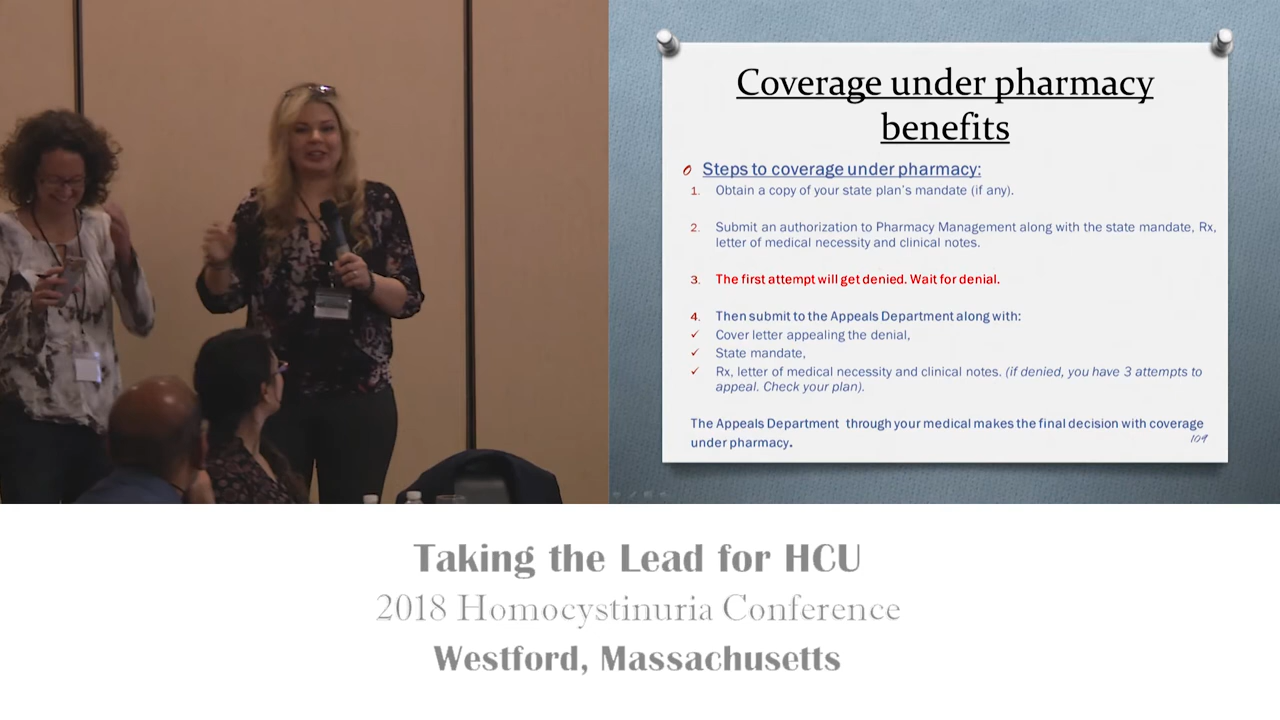 Coverage under pharmacy
benefits
Steps to coverage under pharmacy:
1. Obtain a copy of your state plan's mandate (if any).
2. Submit an authorization to Pharmacy Management along with the state mandate, Rx,
letter of medical necessity and clinical notes.
3. The first attempt will get denied. Wait for denial.
4. Then submit to the Appeals Department along with:
✓ Cover letter appealing the denial,
✓ State mandate,
✓ Rx, letter of medical necessity and clinical notes. (if denied, you have 3 attempts to
appeal. Check your plan).
The Appeals Department through your medical makes the final decision with coverage
under pharmacy.
109
Taking the Lead for HCU
2018 Homocystinuria Conference
Westford, Massachusetts